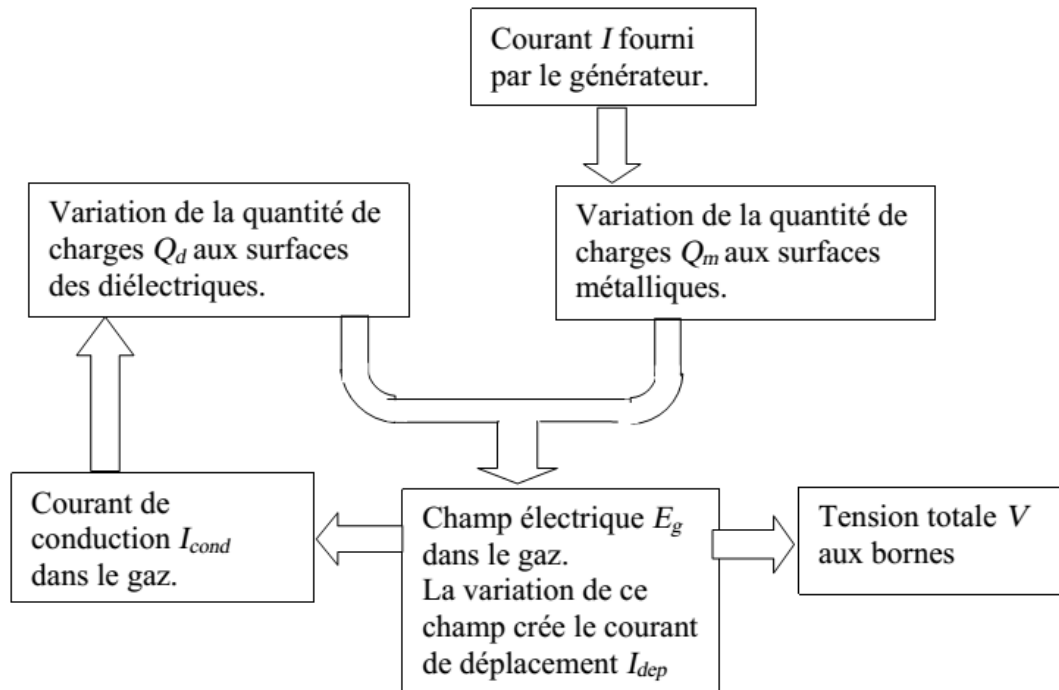 Courant I fourni
par le générateur.
Variation de la quantité de
charges Qd aux surfaces
des diélectriques.
Variation de la quantité de
charges Qm aux surfaces
métalliques.
Courant de
conduction Icond
dans le gaz.
Champ électrique Eg
dans le gaz.
La variation de ce
champ crée le courant
de déplacement Idep
Tension totale V
aux bornes